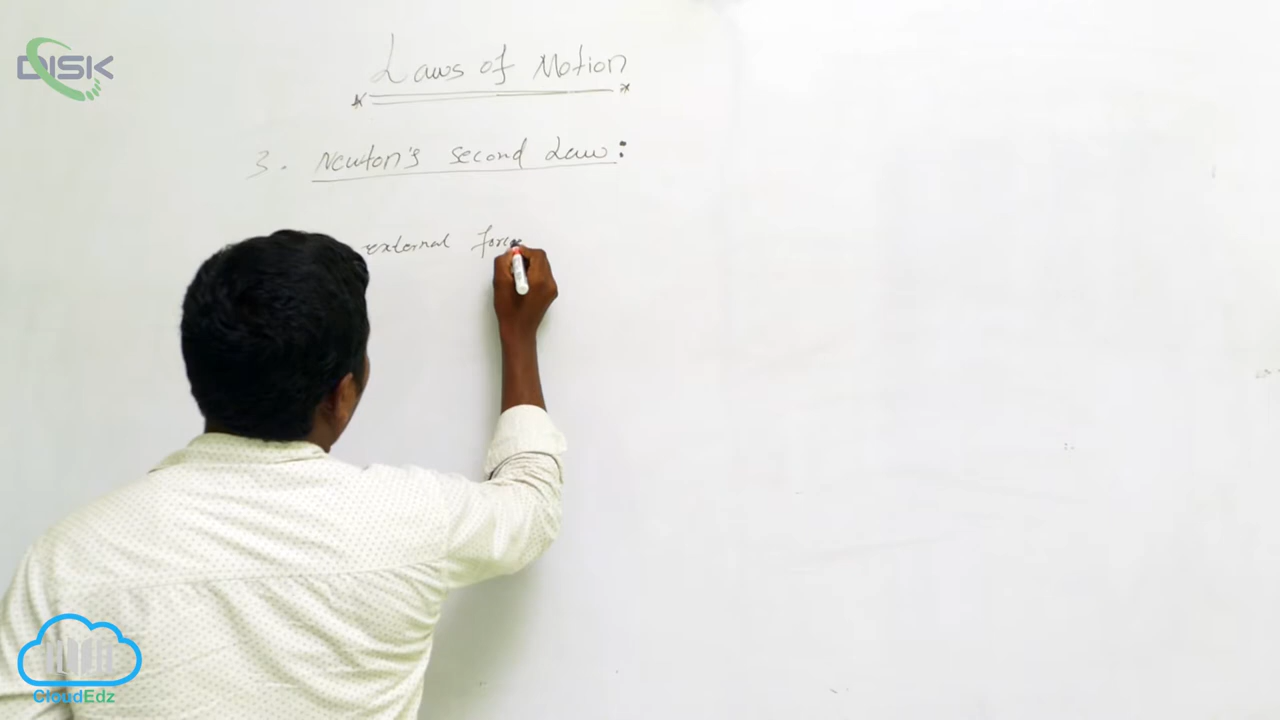 DISK
Laws of Motion
3. Newton's second Law:
external force
CloudEdz